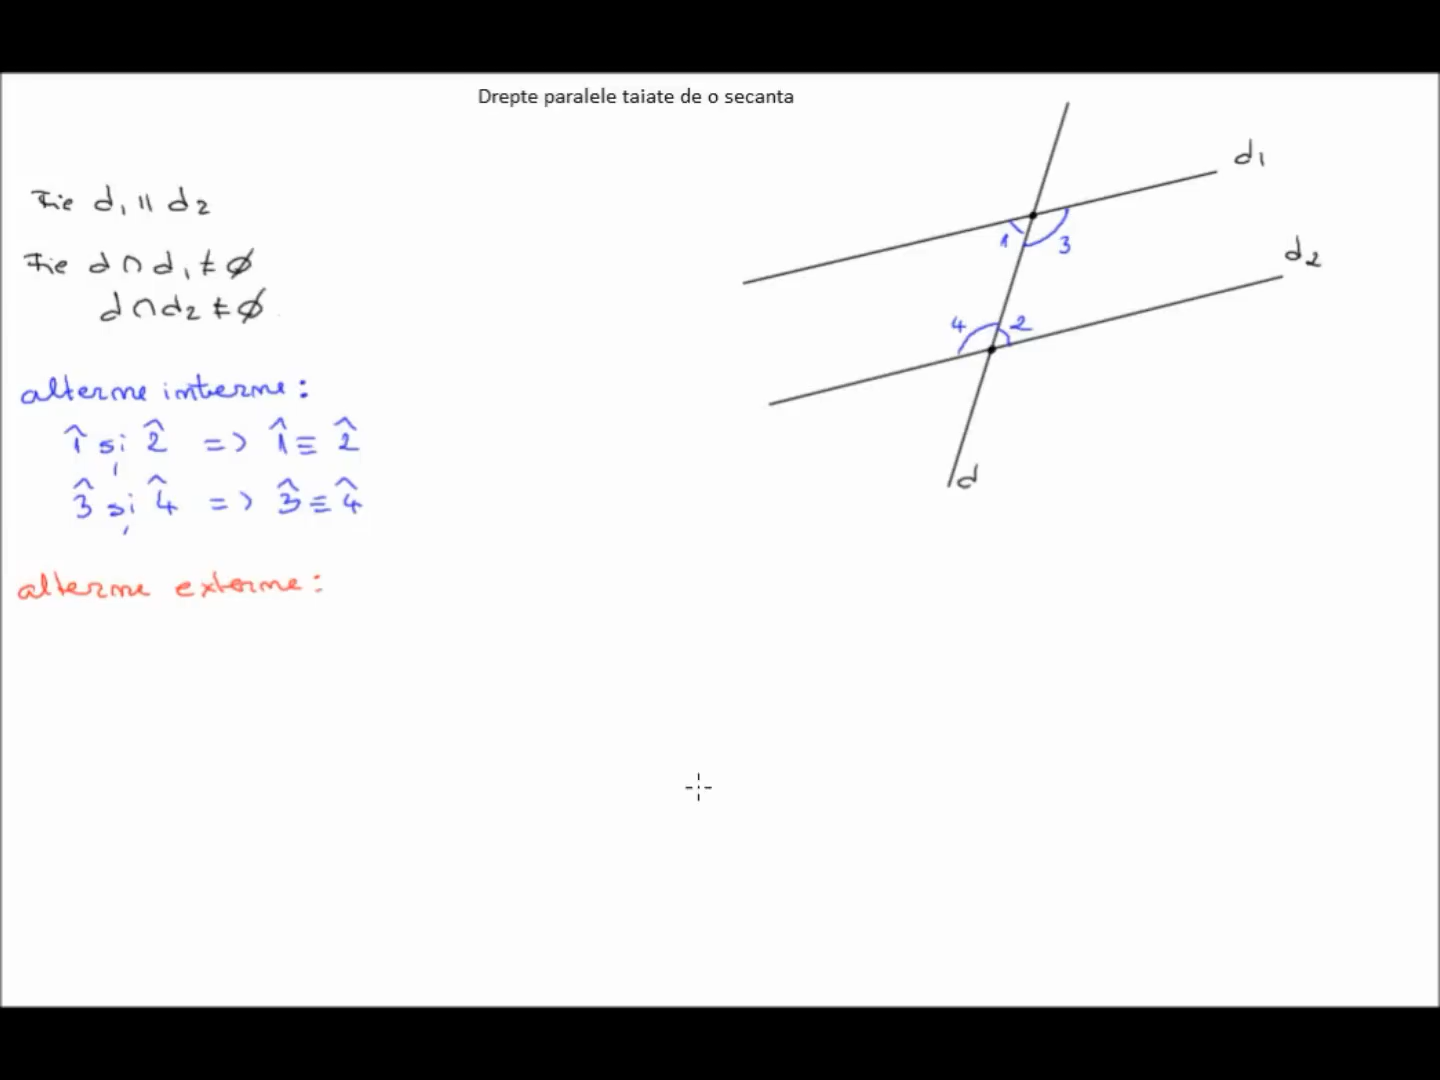 Drepte paralele taiate de o secanta
Fie d₁ || d₂
Fie d ∩ d₁ ≠ ∅
d ∩ d₂ ≠ ∅
alterne interne:
1̂ și 2̂ => 1̂ ≡ 2̂
3̂ și 4̂ => 3̂ ≡ 4̂
alterne externe:
d₁
1 3
d₂
4 2
d